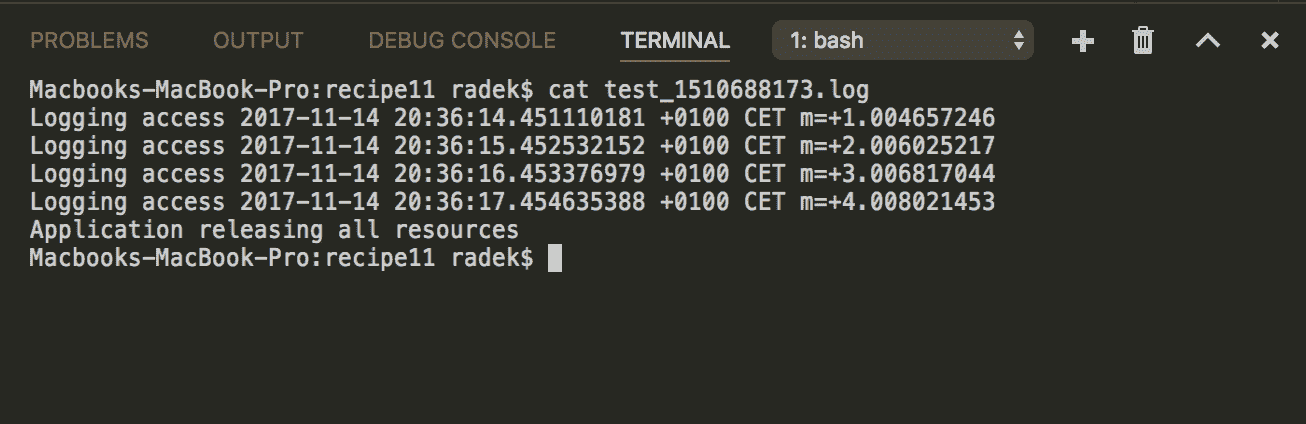 PROBLEMS OUTPUT DEBUG CONSOLE TERMINAL 1: bash
Macbooks-MacBook-Pro:recipe11 radek$ cat test_1510688173.log
Logging access 2017-11-14 20:36:14.451110181 +0100 CET m=+1.004657246
Logging access 2017-11-14 20:36:15.452532152 +0100 CET m=+2.006025217
Logging access 2017-11-14 20:36:16.453376979 +0100 CET m=+3.006817044
Logging access 2017-11-14 20:36:17.454635388 +0100 CET m=+4.008021453
Application releasing all resources
Macbooks-MacBook-Pro:recipe11 radek$